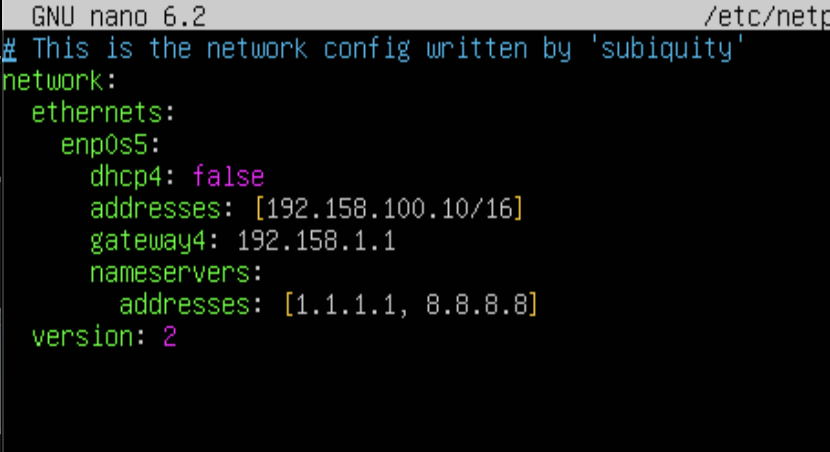 GNU nano 6.2 /etc/netp
# This is the network config written by 'subiquity'
network:
  ethernets:
    enp0s5:
      dhcp4: false
      addresses: [192.158.100.10/16]
      gateway4: 192.158.1.1
      nameservers:
        addresses: [1.1.1.1, 8.8.8.8]
  version: 2